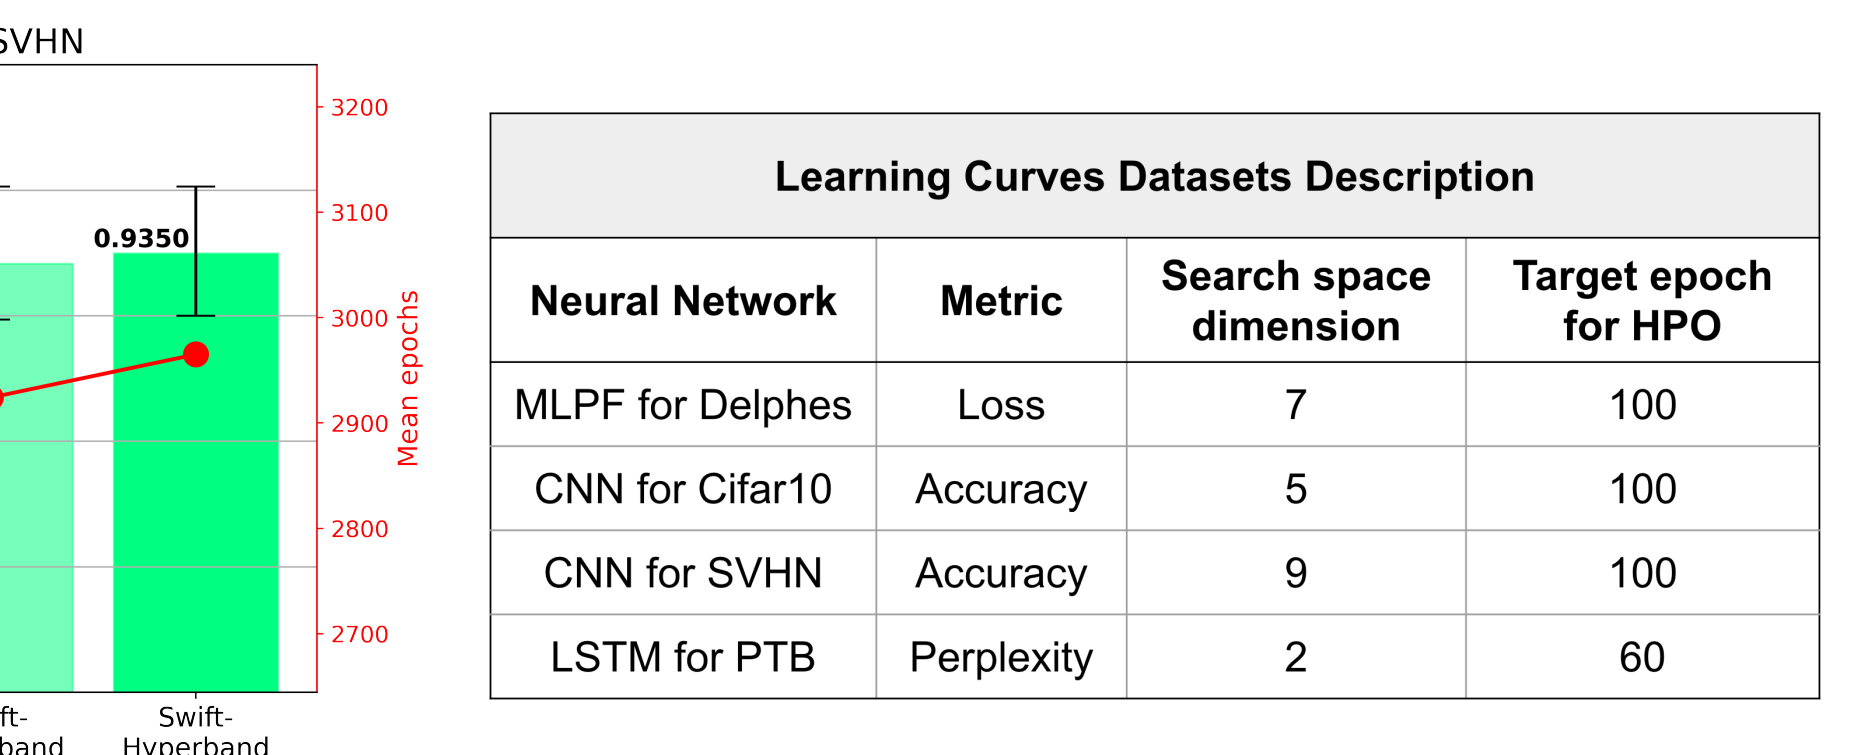 SVHN
3200
3100
3000
2900
2800
2700
Mean epochs
0.9350
Swift-
Hyperband
Learning Curves Datasets Description
Neural Network Metric Search space dimension Target epoch for HPO
MLPF for Delphes Loss 7 100
CNN for Cifar10 Accuracy 5 100
CNN for SVHN Accuracy 9 100
LSTM for PTB Perplexity 2 60